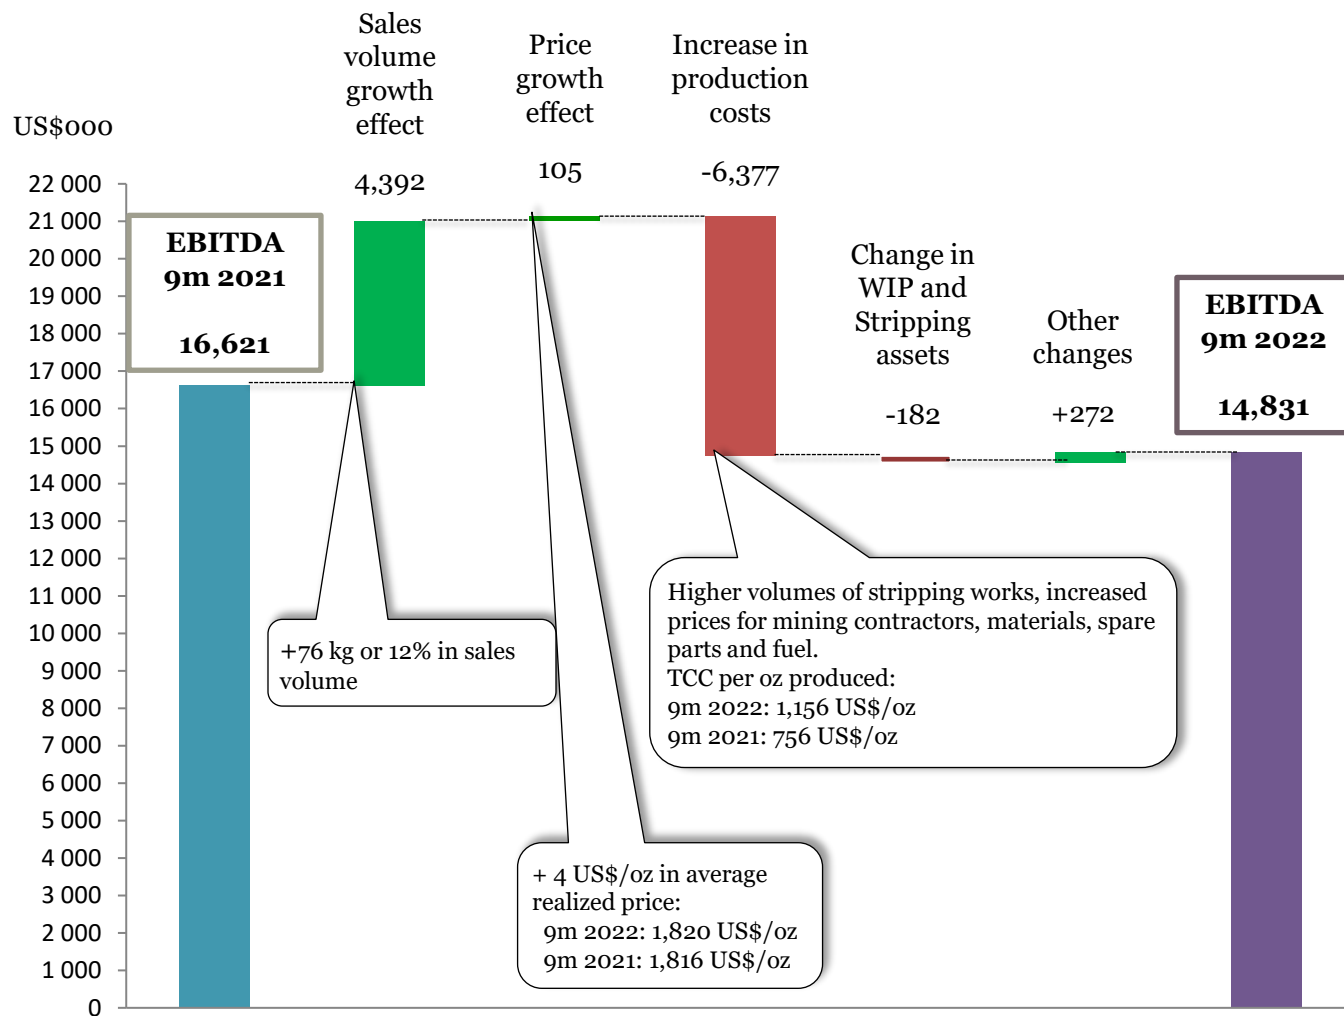 Sales
volume
growth
effect
Price
growth
effect
Increase in
production
costs
US$000
4,392
105
-6,377
22 000
21 000
20 000
19 000
18 000
17 000
16 000
15 000
14 000
13 000
12 000
11 000
10 000
9 000
8 000
7 000
6 000
5 000
4 000
3 000
2 000
1 000
0
EBITDA
9m 2021
16,621
Change in
WIP and
Stripping
assets
-182
Other
changes
+272
EBITDA
9m 2022
14,831
+76 kg or 12% in sales
volume
Higher volumes of stripping works, increased
prices for mining contractors, materials, spare
parts and fuel.
TCC per oz produced:
9m 2022: 1,156 US$/oz
9m 2021: 756 US$/oz
+ 4 US$/oz in average
realized price:
9m 2022: 1,820 US$/oz
9m 2021: 1,816 US$/oz